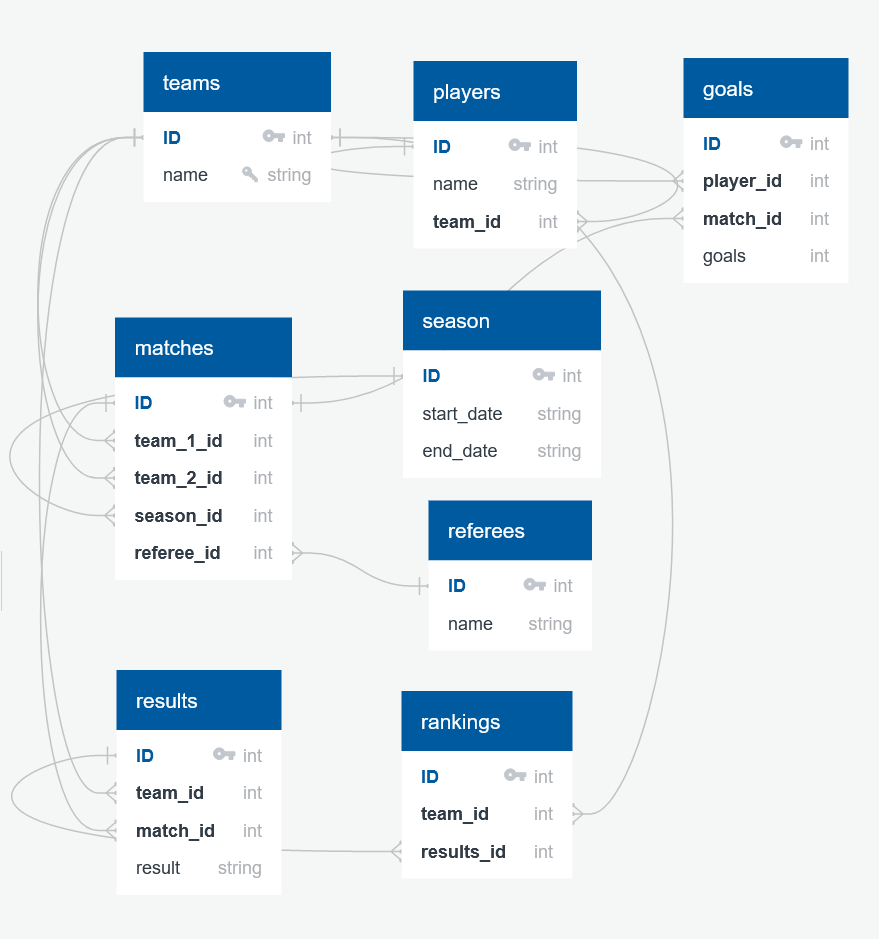 teams
ID int
name string
players
ID int
name string
team_id int
goals
ID int
player_id int
match_id int
goals int
matches
ID int
team_1_id int
team_2_id int
season_id int
referee_id int
season
ID int
start_date string
end_date string
referees
ID int
name string
results
ID int
team_id int
match_id int
result string
rankings
ID int
team_id int
results_id int